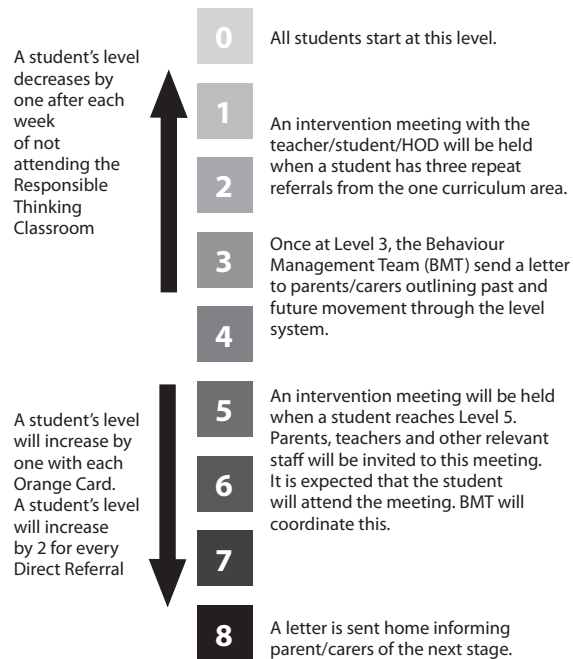 0
All students start at this level.
A student's level
decreases by
one after each
week
of not
attending the
Responsible
Thinking
Classroom
1
2
An intervention meeting with the
teacher/student/HOD will be held
when a student has three repeat
referrals from the one curriculum area.
3
Once at Level 3, the Behaviour
Management Team (BMT) send a letter
to parents/carers outlining past and
future movement through the level
system.
4
A student's level
will increase by
one with each
Orange Card.
A student's level
will increase
by 2 for every
Direct Referral
5
An intervention meeting will be held
when a student reaches Level 5.
Parents, teachers and other relevant
staff will be invited to this meeting.
It is expected that the student
will attend the meeting. BMT will
coordinate this.
6
7
8
A letter is sent home informing
parent/carers of the next stage.